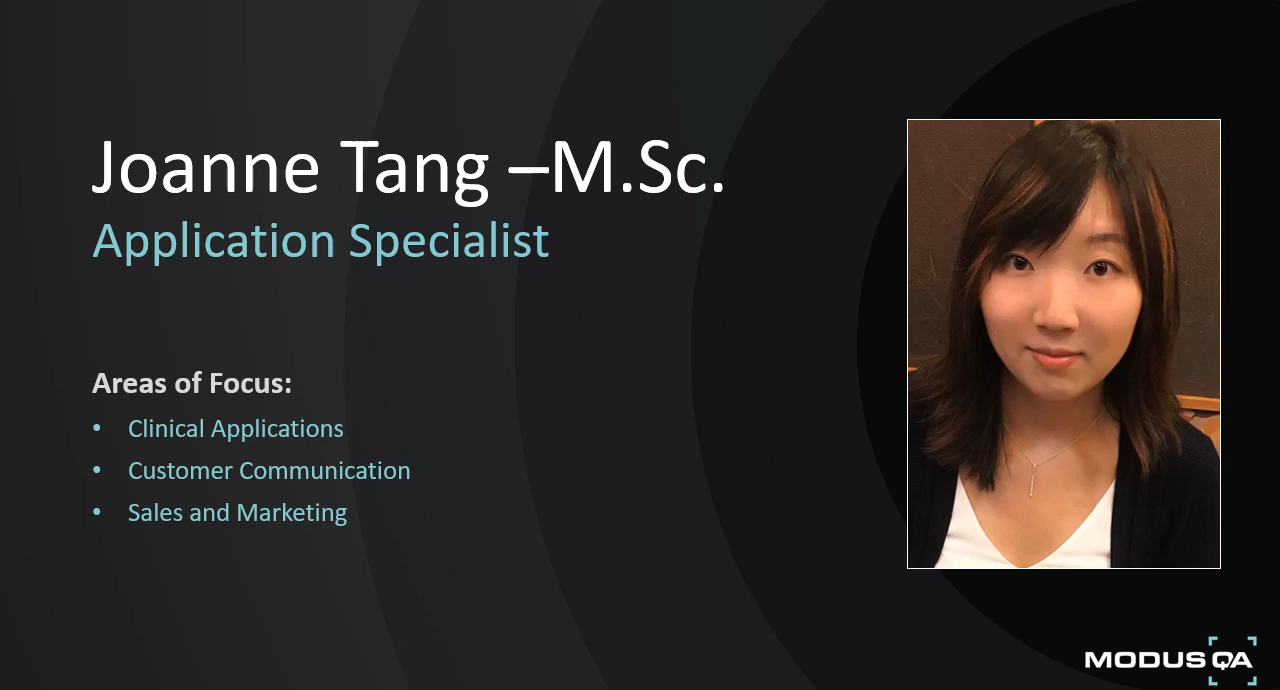 Joanne Tang –M.Sc.
Application Specialist
Areas of Focus:
• Clinical Applications
• Customer Communication
• Sales and Marketing
MODUS QA